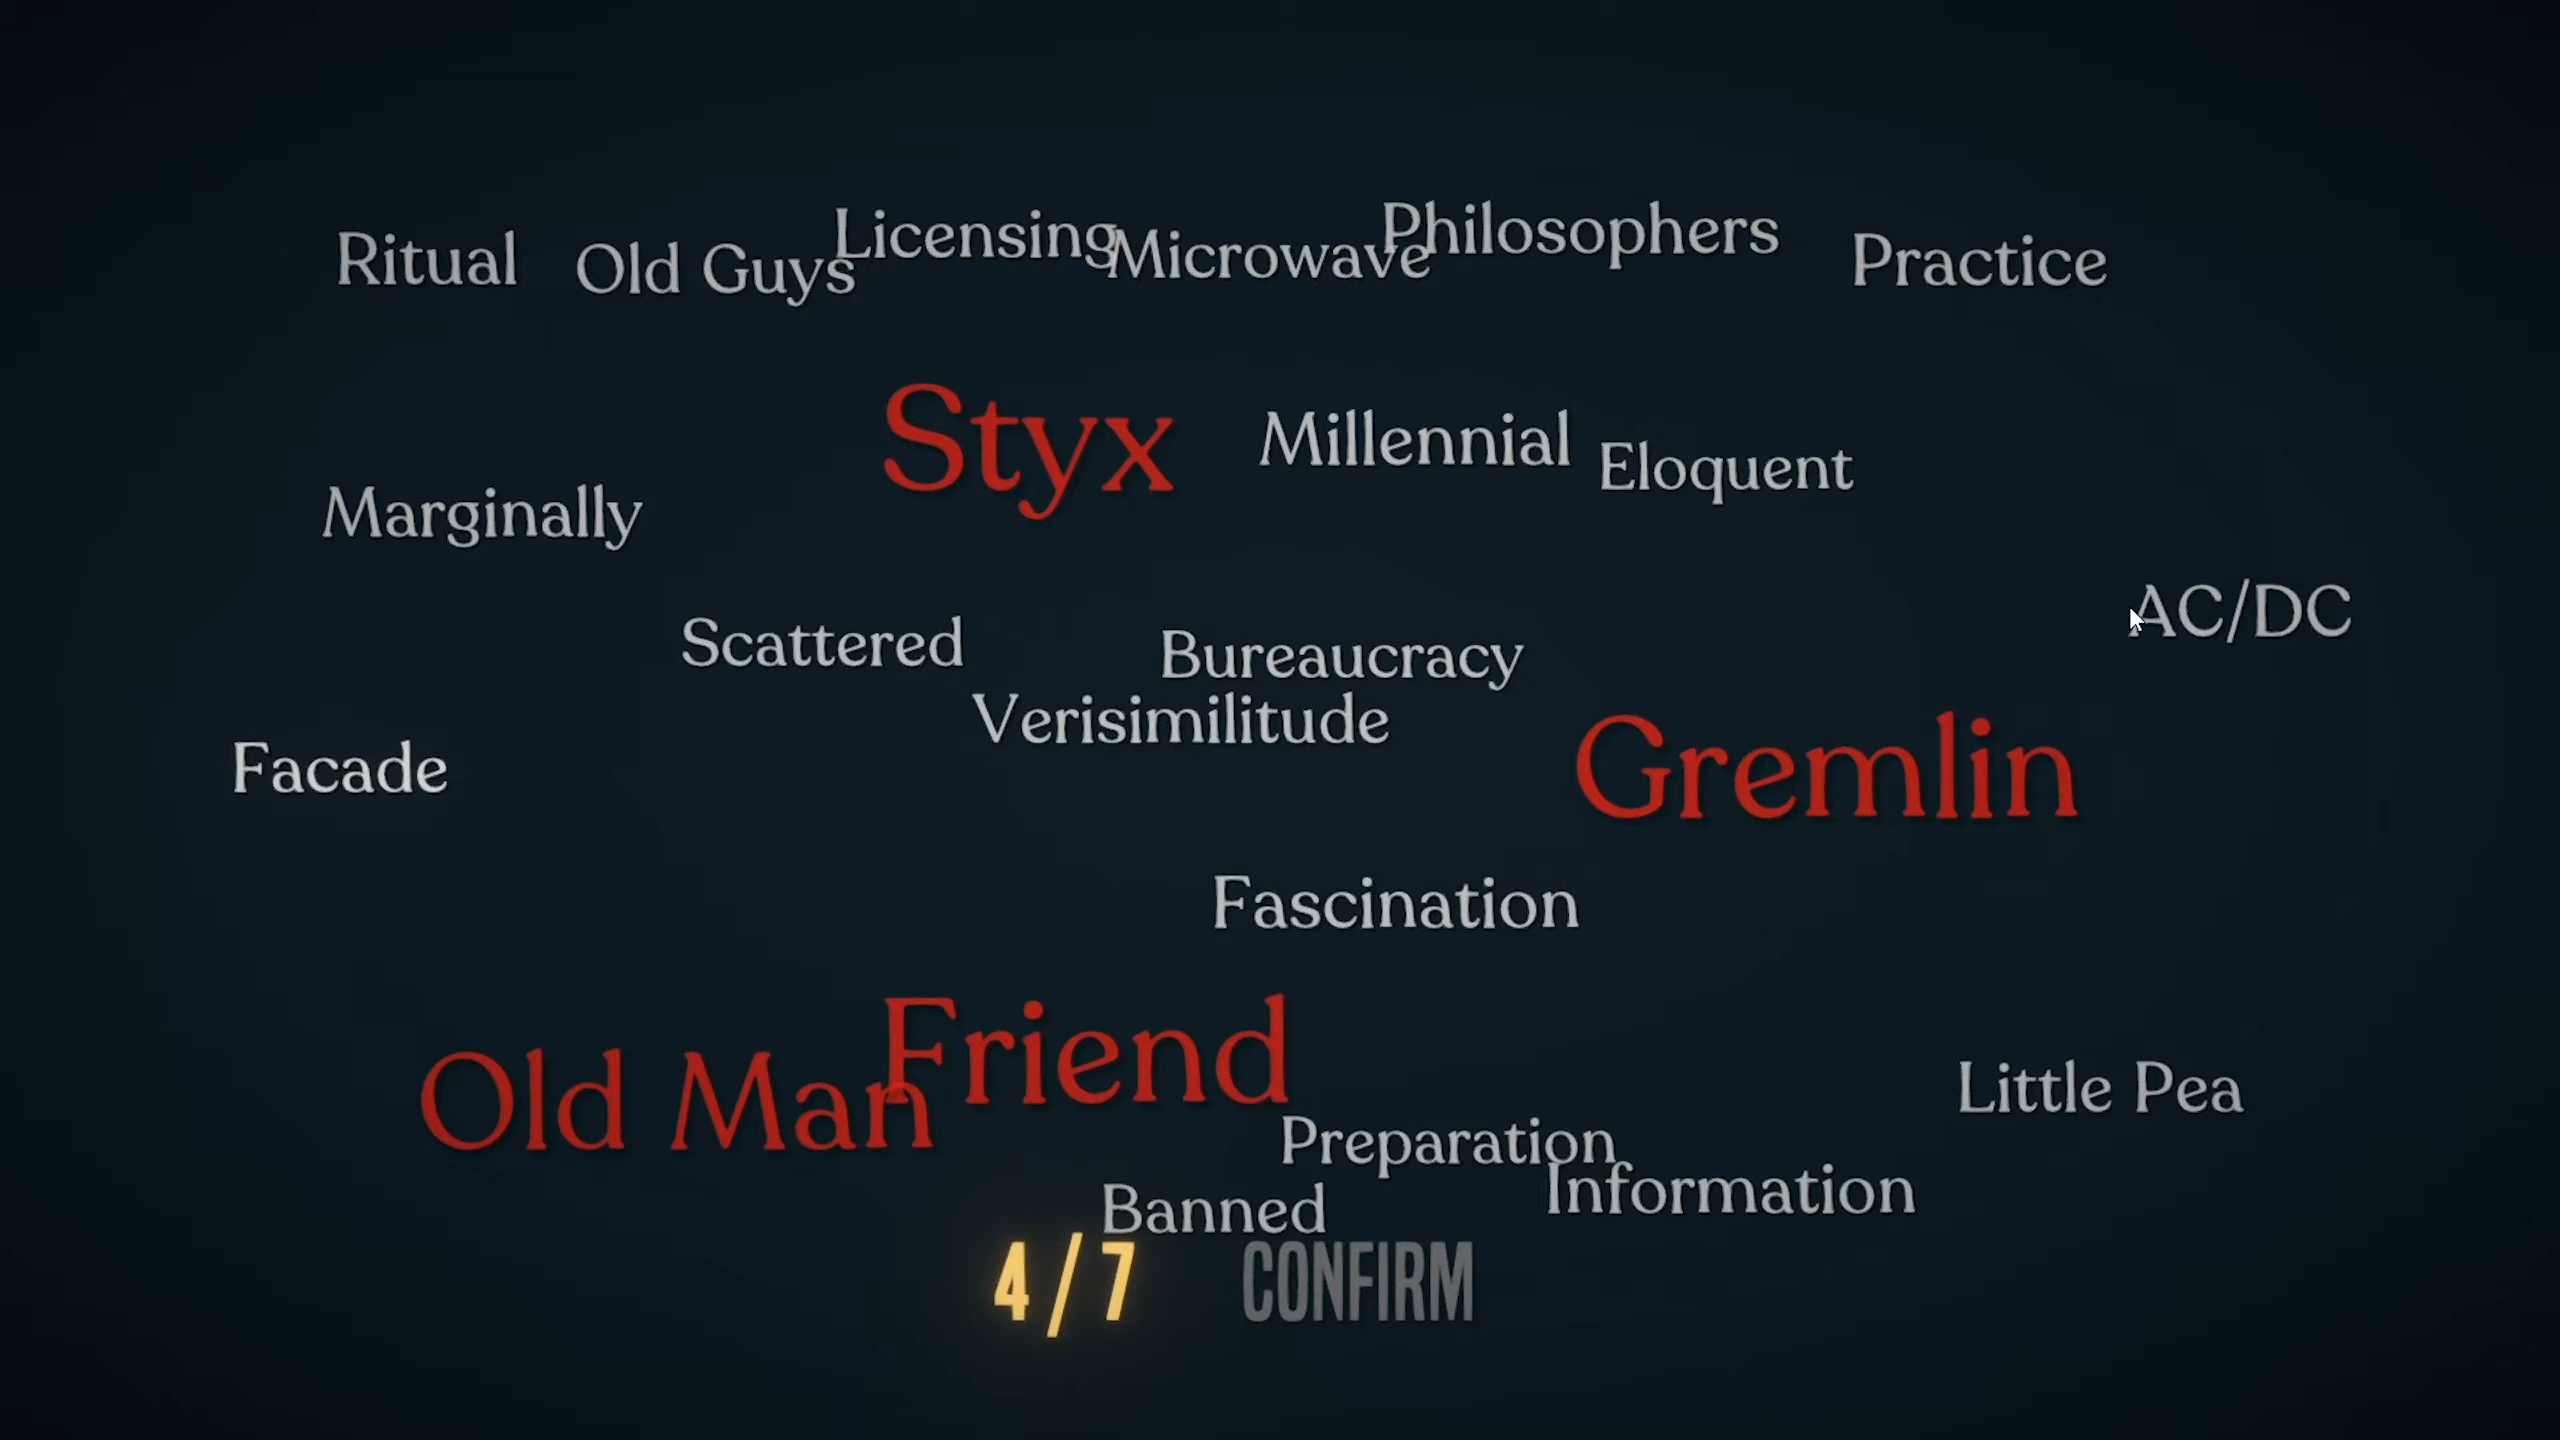 Ritual
Old Guys
Licensing
Microwave
Philosophers
Practice
Styx
Millennial
Eloquent
Marginally
AC/DC
Scattered
Bureaucracy
Verisimilitude
Facade
Gremlin
Fascination
Friend
Old Man
Little Pea
Preparation
Information
Banned
4/7
CONFIRM